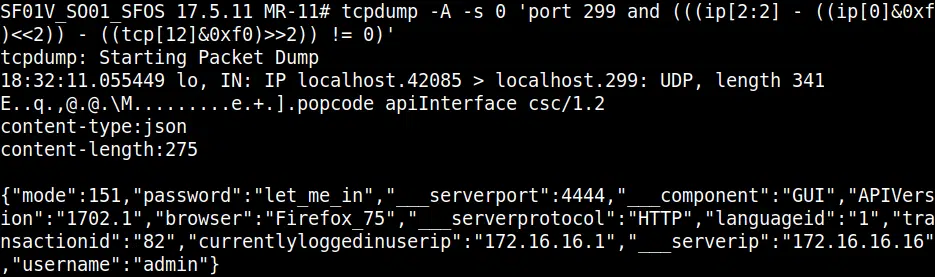 SF01V_SO01_SFOS 17.5.11 MR-11# tcpdump -A -s 0 'port 299 and (((ip[2:2] - ((ip[0]&0xf
)<<2)) - ((tcp[12]&0xf0)>>2)) != 0)'
tcpdump: Starting Packet Dump
18:32:11.055449 lo, IN: IP localhost.42085 > localhost.299: UDP, length 341
E..q.,@.@.\M.........e.+.].popcode apiInterface csc/1.2
content-type:json
content-length:275

{"mode":151,"password":"let_me_in","___serverport":4444,"___component":"GUI","APIVers
ion":"1702.1","browser":"Firefox_75","___serverprotocol":"HTTP","languageid":"1","tra
nsactionid":"82","currentlyloggedinuserip":"172.16.16.1","___serverip":"172.16.16.16"
,"username":"admin"}